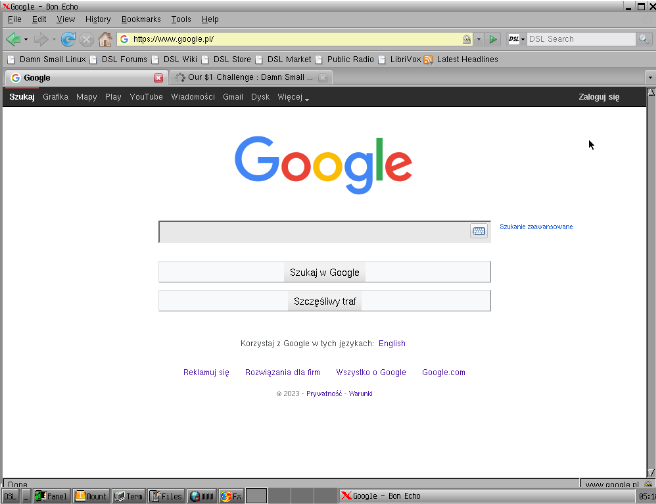 Google - Bon Echo
File Edit View History Bookmarks Tools Help
https://www.google.pl/ DSL DSL Search
Damn Small Linux DSL Forums DSL Wiki DSL Store DSL Market Public Radio LibriVox Latest Headlines
Google Our $1 Challenge : Damn Small ...
Szukaj Grafika Mapy Play YouTube Wiadomości Gmail Dysk Więcej Zaloguj się
Google
Szukanie zaawansowane
Szukaj w Google
Szczęśliwy traf
Korzystaj z Google w tych językach: English
Reklamuj się Rozwiązania dla firm Wszystko o Google Google.com
© 2023 - Prywatność - Warunki
Done www.google.pl
DSL Panel Mount Term Files Google - Bon Echo